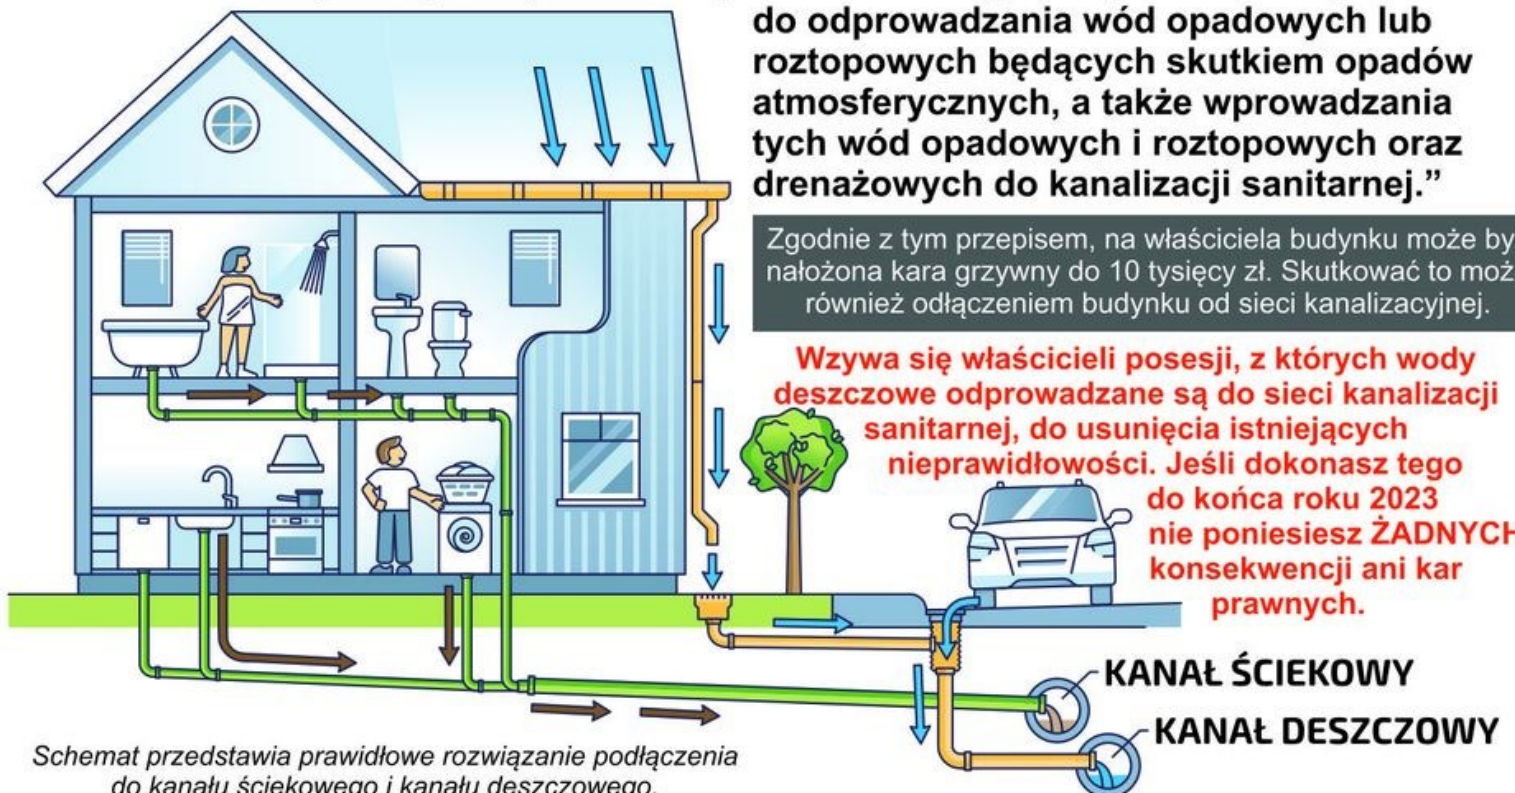 do odprowadzania wód opadowych lub
roztopowych będących skutkiem opadów
atmosferycznych, a także wprowadzania
tych wód opadowych i roztopowych oraz
drenażowych do kanalizacji sanitarnej.”
Zgodnie z tym przepisem, na właściciela budynku może by
nałożona kara grzywny do 10 tysięcy zł. Skutkować to moż
również odłączeniem budynku od sieci kanalizacyjnej.
Wzywa się właścicieli posesji, z których wody
deszczowe odprowadzane są do sieci kanalizacji
sanitarnej, do usunięcia istniejących
nieprawidłowości. Jeśli dokonasz tego
do końca roku 2023
nie poniesiesz ŻADNYCH
konsekwencji ani kar
prawnych.
KANAŁ ŚCIEKOWY
KANAŁ DESZCZOWY
Schemat przedstawia prawidłowe rozwiązanie podłączenia
do kanału ściekowego i kanału deszczowego.